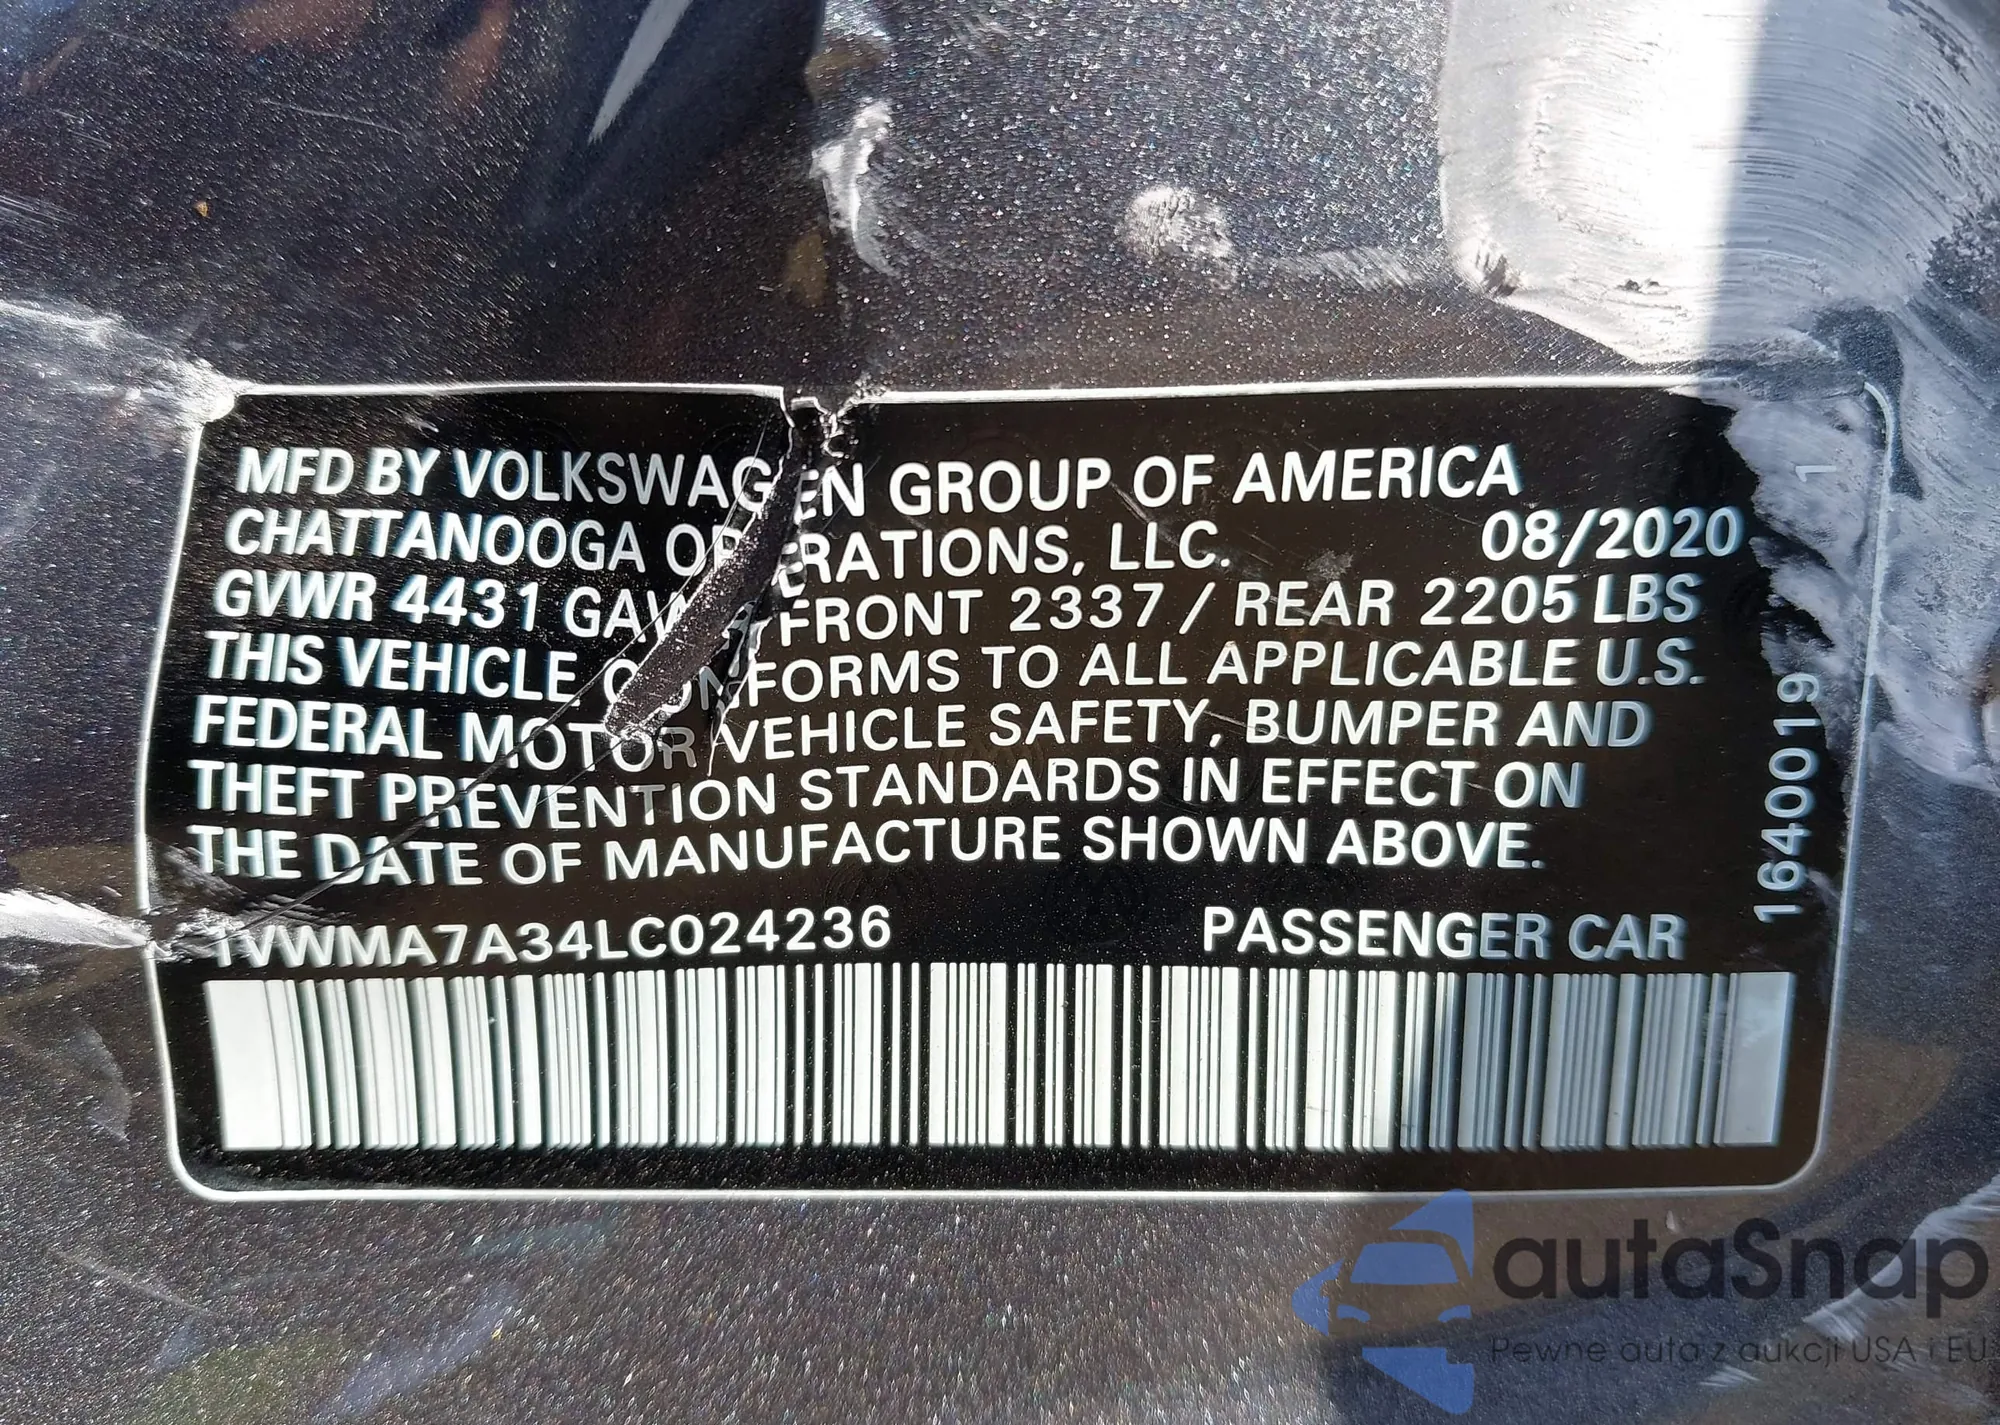 MFD BY VOLKSWAGEN GROUP OF AMERICA
CHATTANOOGA OPERATIONS, LLC. 08/2020
GVWR 4431 GAWR FRONT 2337 / REAR 2205 LBS
THIS VEHICLE CONFORMS TO ALL APPLICABLE U.S.
FEDERAL MOTOR VEHICLE SAFETY, BUMPER AND
THEFT PREVENTION STANDARDS IN EFFECT ON
THE DATE OF MANUFACTURE SHOWN ABOVE.
1VWMA7A34LC024236 PASSENGER CAR
1640019 1
autaSnap
Pewne auta z aukcji USA i EU